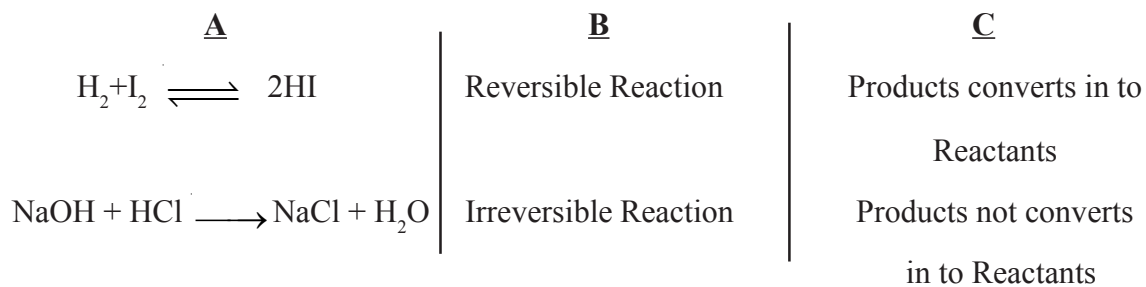 A B C
H₂+I₂ ⇌ 2HI Reversible Reaction Products converts in to
Reactants
NaOH + HCl ⟶ NaCl + H₂O Irreversible Reaction Products not converts
in to Reactants